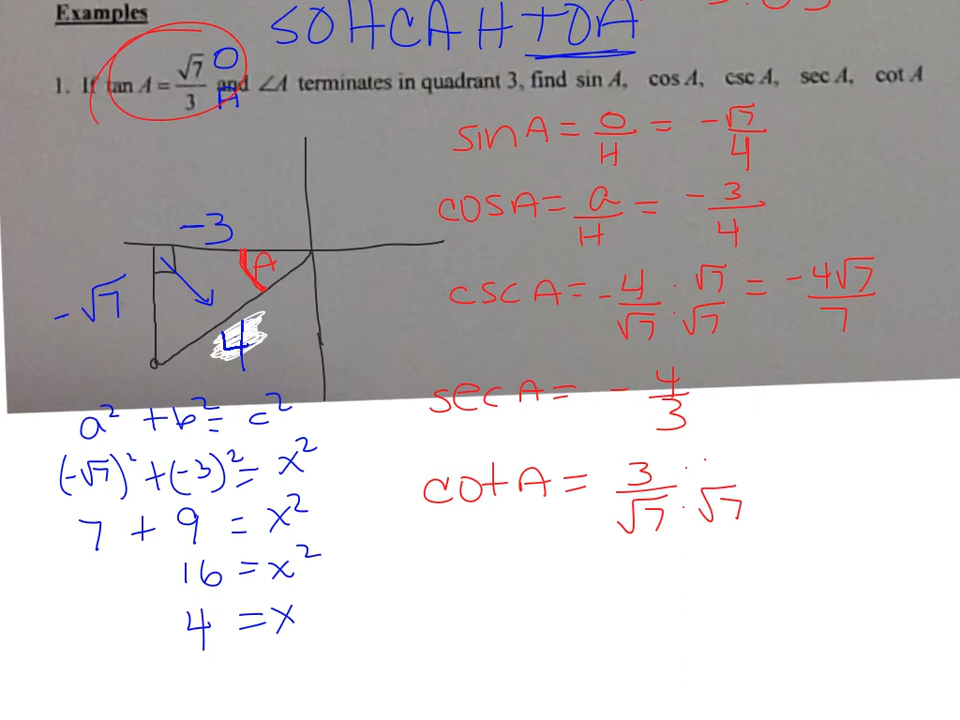 Examples
SOHCAHTOA
1. If tan A = √7/3 and ∠A terminates in quadrant 3, find sin A, cos A, csc A, sec A, cot A
O
A
-3
-√7
A
4
a² + b² = c²
(-√7)² + (-3)² = x²
7 + 9 = x²
16 = x²
4 = x
sin A = O/H = -√7/4
cos A = a/H = -3/4
csc A = -4/√7 · √7/√7 = -4√7/7
sec A = -4/3
cot A = 3/√7 · √7